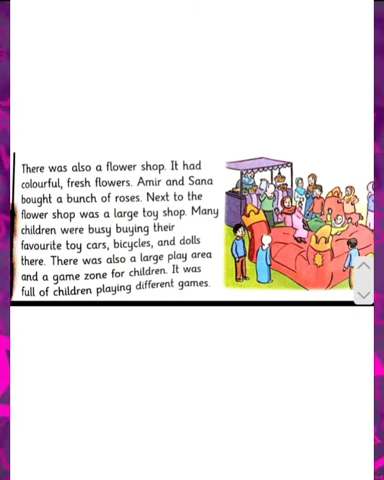 There was also a flower shop. It had
colourful, fresh flowers. Amir and Sana
bought a bunch of roses. Next to the
flower shop was a large toy shop. Many
children were busy buying their
favourite toy cars, bicycles, and dolls
there. There was also a large play area
and a game zone for children. It was
full of children playing different games.